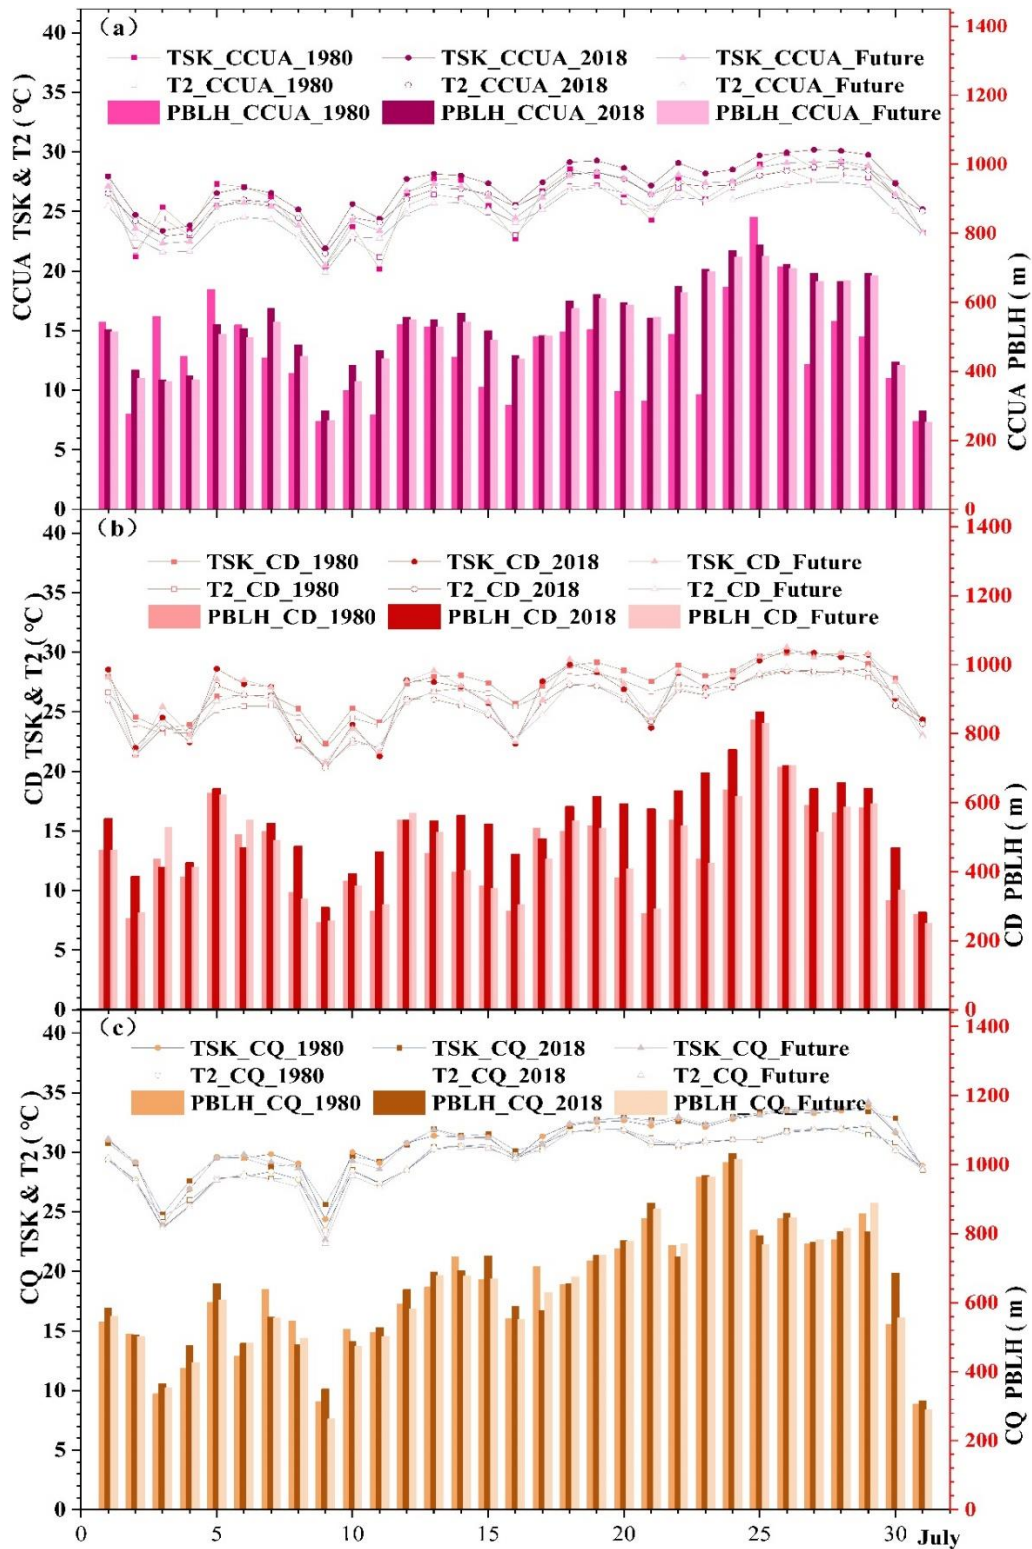 (a)
TSK_CCUA_1980 TSK_CCUA_2018 TSK_CCUA_Future
T2_CCUA_1980 T2_CCUA_2018 T2_CCUA_Future
PBLH_CCUA_1980 PBLH_CCUA_2018 PBLH_CCUA_Future
CCUA TSK & T2 (℃)
0 5 10 15 20 25 30 35 40
CCUA PBLH ( m )
0 200 400 600 800 1000 1200 1400
(b)
TSK_CD_1980 TSK_CD_2018 TSK_CD_Future
T2_CD_1980 T2_CD_2018 T2_CD_Future
PBLH_CD_1980 PBLH_CD_2018 PBLH_CD_Future
CD TSK & T2 (℃)
0 5 10 15 20 25 30 35 40
CD PBLH ( m )
0 200 400 600 800 1000 1200 1400
(c)
TSK_CQ_1980 TSK_CQ_2018 TSK_CQ_Future
T2_CQ_1980 T2_CQ_2018 T2_CQ_Future
PBLH_CQ_1980 PBLH_CQ_2018 PBLH_CQ_Future
CQ TSK & T2 (℃)
0 5 10 15 20 25 30 35 40
CQ PBLH ( m )
0 200 400 600 800 1000 1200 1400
0 5 10 15 20 25 30 July